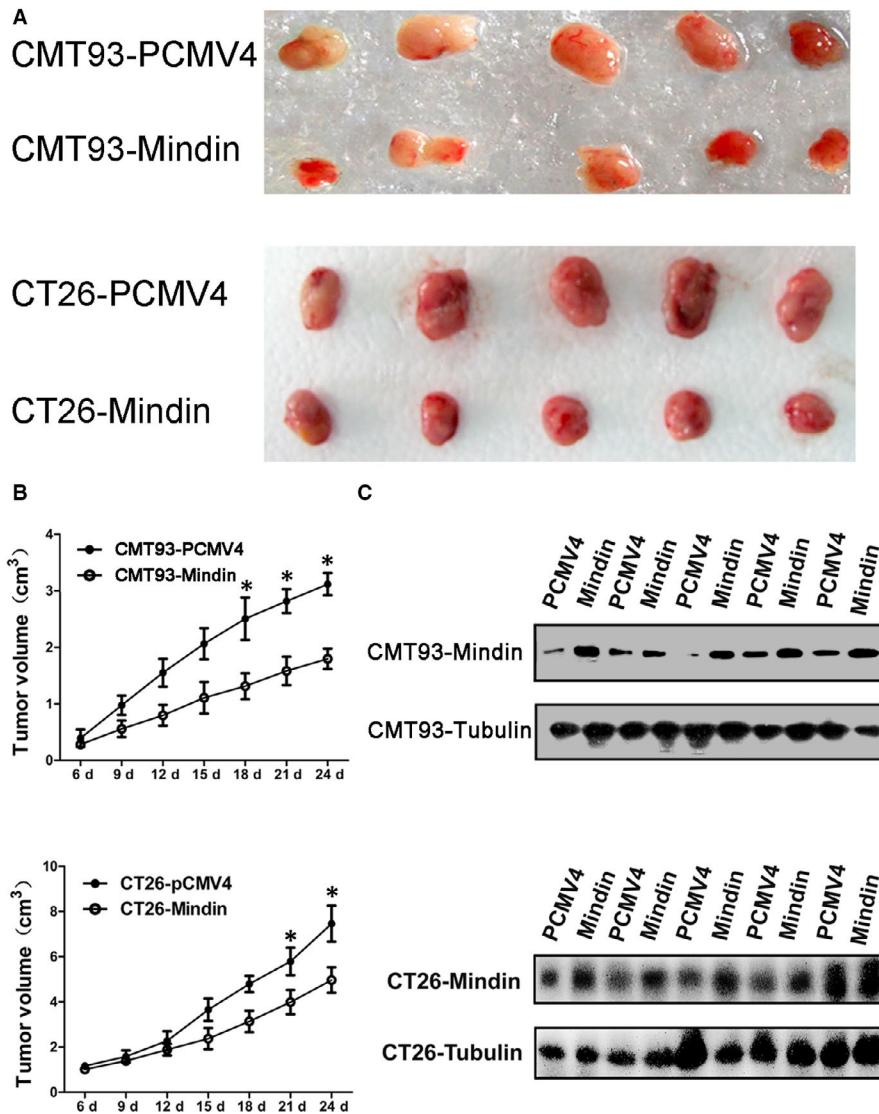 A
CMT93-PCMV4
CMT93-Mindin
CT26-PCMV4
CT26-Mindin
B
Tumor volume (cm³)
4
3
2
1
0
CMT93-PCMV4
CMT93-Mindin
* * *
6 d 9 d 12 d 15 d 18 d 21 d 24 d
Tumor volume (cm³)
10
8
6
4
2
0
CT26-pCMV4
CT26-Mindin
* *
6 d 9 d 12 d 15 d 18 d 21 d 24 d
C
PCMV4 Mindin PCMV4 Mindin PCMV4 Mindin PCMV4 Mindin PCMV4 Mindin
CMT93-Mindin
CMT93-Tubulin
PCMV4 Mindin PCMV4 Mindin PCMV4 Mindin PCMV4 Mindin PCMV4 Mindin
CT26-Mindin
CT26-Tubulin